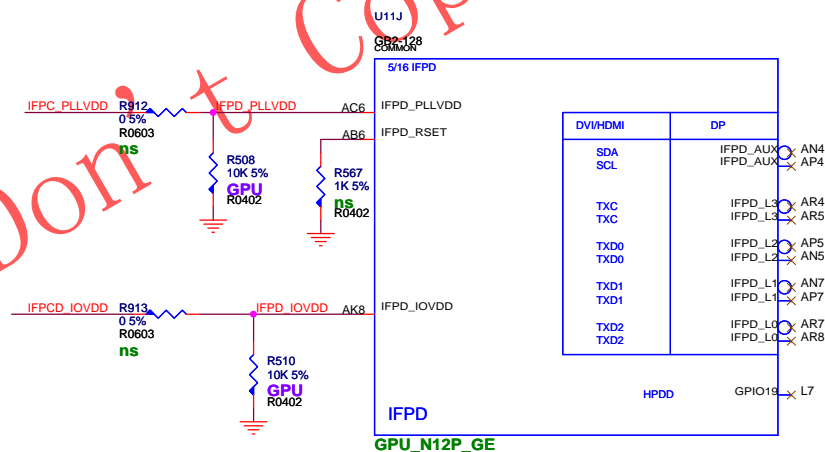 Don't Cop
U11J
GB2-128
COMMON
5/16 IFPD
IFPC_PLLVDD
R912
0 5%
R0603
ns
IFPD_PLLVDD
AC6
IFPD_PLLVDD
AB6
IFPD_RSET
R508
10K 5%
GPU
R0402
R567
1K 5%
ns
R0402
DVI/HDMI
DP
SDA
IFPD_AUX
AN4
SCL
IFPD_AUX
AP4
TXC
IFPD_L3
AR4
TXC
IFPD_L3
AR5
TXD0
IFPD_L2
AP5
TXD0
IFPD_L2
AN5
TXD1
IFPD_L1
AN7
TXD1
IFPD_L1
AP7
TXD2
IFPD_L0
AR7
TXD2
IFPD_L0
AR8
IFPCD_IOVDD
R913
0 5%
R0603
ns
IFPD_IOVDD
AK8
IFPD_IOVDD
R510
10K 5%
GPU
R0402
HPDD
GPIO19
L7
IFPD
GPU_N12P_GE